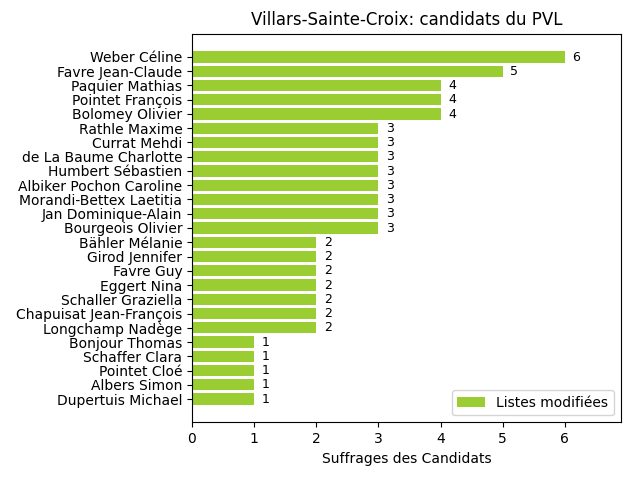 Villars-Sainte-Croix: candidats du PVL
Weber Céline 6
Favre Jean-Claude 5
Paquier Mathias 4
Pointet François 4
Bolomey Olivier 4
Rathle Maxime 3
Currat Mehdi 3
de La Baume Charlotte 3
Humbert Sébastien 3
Albiker Pochon Caroline 3
Morandi-Bettex Laetitia 3
Jan Dominique-Alain 3
Bourgeois Olivier 3
Bähler Mélanie 2
Girod Jennifer 2
Favre Guy 2
Eggert Nina 2
Schaller Graziella 2
Chapuisat Jean-François 2
Longchamp Nadège 2
Bonjour Thomas 1
Schaffer Clara 1
Pointet Cloé 1
Albers Simon 1
Dupertuis Michael 1
Listes modifiées
0 1 2 3 4 5 6
Suffrages des Candidats